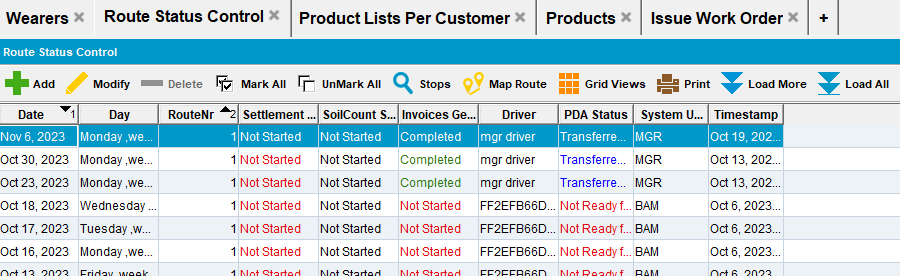 Wearers Route Status Control Product Lists Per Customer Products Issue Work Order +
Route Status Control
Add Modify Delete Mark All UnMark All Stops Map Route Grid Views Print Load More Load All
Date 1 Day RouteNr 2 Settlement ... SoilCount S... Invoices Ge... Driver PDA Status System U... Timestamp
Nov 6, 2023 Monday ,we... 1 Not Started Not Started Completed mgr driver Transferre... MGR Oct 19, 202...
Oct 30, 2023 Monday ,we... 1 Not Started Not Started Completed mgr driver Transferre... MGR Oct 13, 202...
Oct 23, 2023 Monday ,we... 1 Not Started Not Started Completed mgr driver Transferre... MGR Oct 13, 202...
Oct 18, 2023 Wednesday ... 1 Not Started Not Started Not Started FF2EFB66D... Not Ready f... BAM Oct 6, 2023...
Oct 17, 2023 Tuesday ,w... 1 Not Started Not Started Not Started FF2EFB66D... Not Ready f... BAM Oct 6, 2023...
Oct 16, 2023 Monday ,we... 1 Not Started Not Started Not Started FF2EFB66D... Not Ready f... BAM Oct 6, 2023...
Oct 13, 2023 Friday ,week... 1 Not Started Not Started Not Started FF2EFB66D... Not Ready f... BAM Oct 6, 2023...